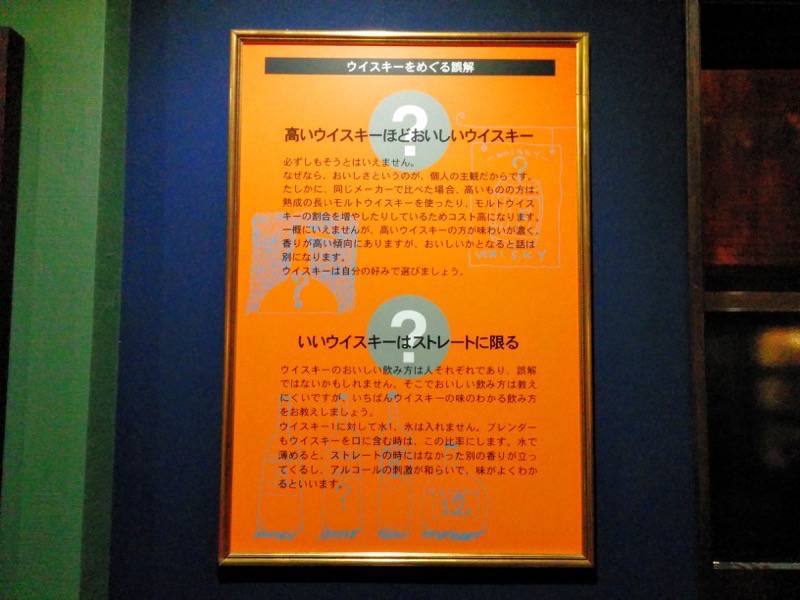 ウイスキーをめぐる誤解
?
高いウイスキーほどおいしいウイスキー
必ずしもそうとはいえません。
なぜなら、おいしさというのが、個人の主観だからです。
たしかに、同じメーカーで比べた場合、高いものの方は、
熟成の長いモルトウイスキーを使ったり、モルトウイス
キーの割合を増やしたりしているためコスト高になります。
一概にいえませんが、高いウイスキーの方が味わいが濃く、
香りが高い傾向にありますが、おいしいかとなると話は
別になります。
ウイスキーは自分の好みで選びましょう。
WHISKY
WHISKY
?
?
いいウイスキーはストレートに限る
ウイスキーのおいしい飲み方は人それぞれであり、誤解
ではないかもしれません。そこでおいしい飲み方は教え
にくいですが、いちばんウイスキーの味のわかる飲み方
をお教えしましょう。
ウイスキー1に対して水1、氷は入れません。ブレンダー
もウイスキーを口に含む時は、この比率にします。水で
薄めると、ストレートの時にはなかった別の香りが立っ
てくるし、アルコールの刺激が和らいで、味がよくわか
るといいます。
?
12